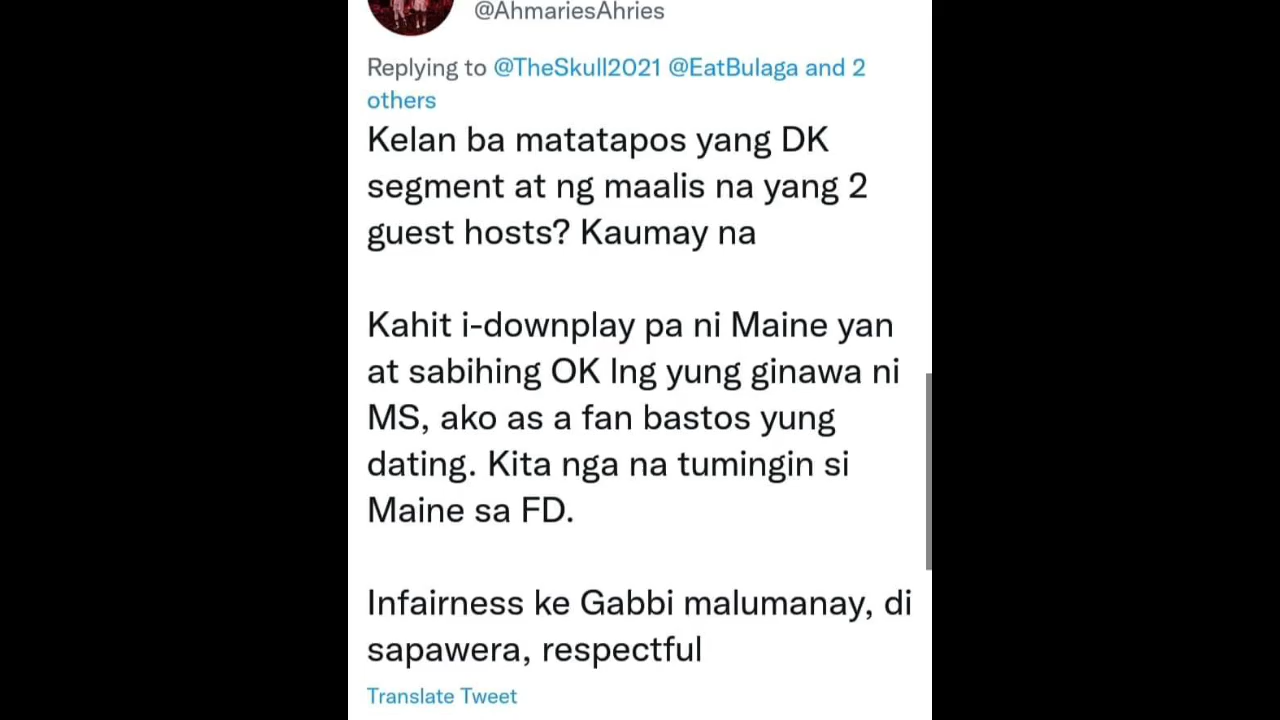 @AhmariesAhries
Replying to @TheSkull2021 @EatBulaga and 2
others
Kelan ba matatapos yang DK
segment at ng maalis na yang 2
guest hosts? Kaumay na
Kahit i-downplay pa ni Maine yan
at sabihing OK lng yung ginawa ni
MS, ako as a fan bastos yung
dating. Kita nga na tumingin si
Maine sa FD.
Infairness ke Gabbi malumanay, di
sapawera, respectful
Translate Tweet